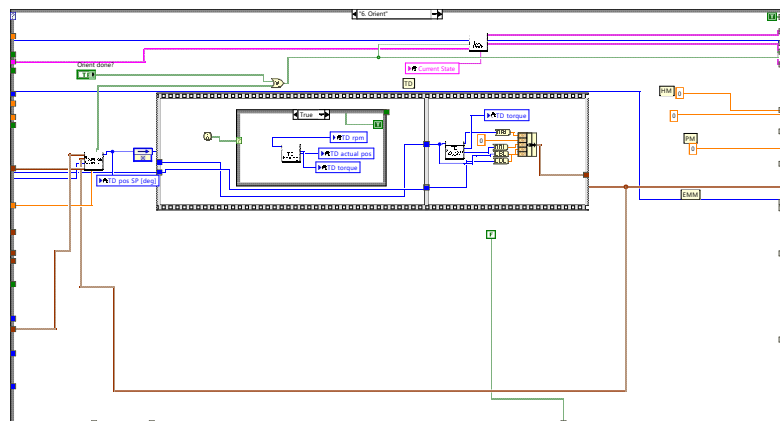 "6. Orient"
T
Orient done?
TF
Current State
TD
HM
0
0
True
T
TD rpm
TD actual pos
TD torque
TD torque
0
PM
0
TD pos SP [deg]
EMM
F